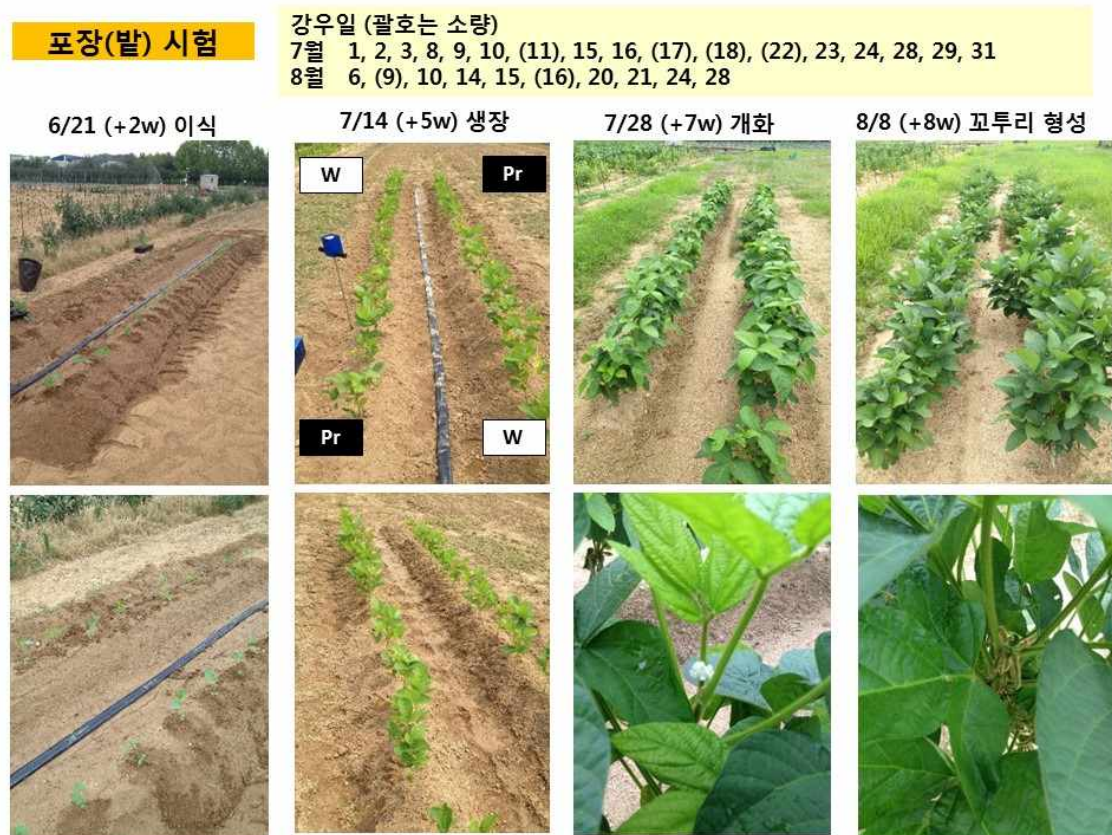 포장(밭) 시험
강우일 (괄호는 소량)
7월 1, 2, 3, 8, 9, 10, (11), 15, 16, (17), (18), (22), 23, 24, 28, 29, 31
8월 6, (9), 10, 14, 15, (16), 20, 21, 24, 28
6/21 (+2w) 이식
7/14 (+5w) 생장
7/28 (+7w) 개화
8/8 (+8w) 꼬투리 형성
W
Pr
Pr
W